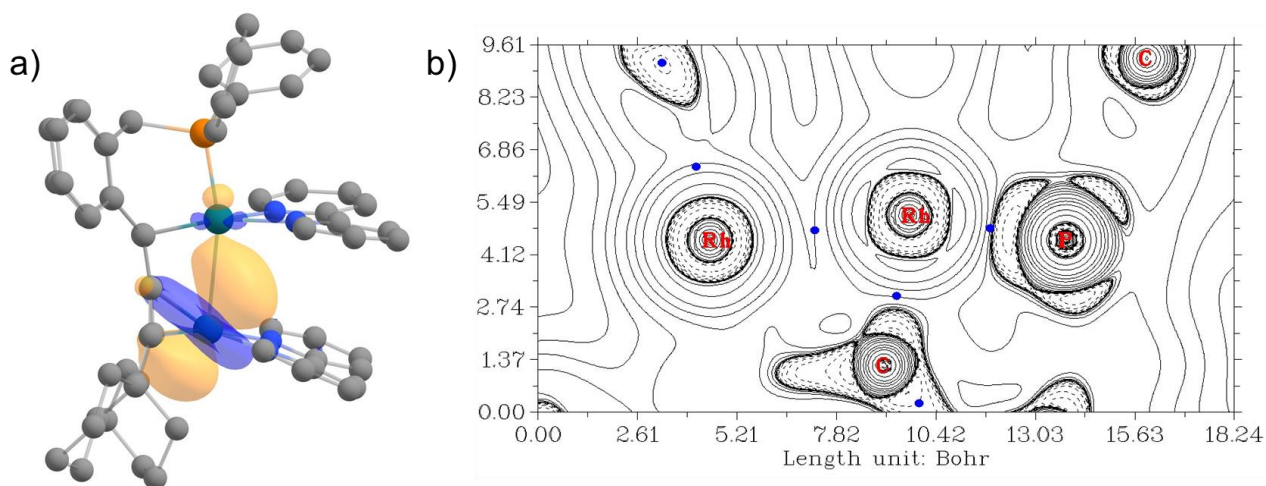 a)
b)
9.61
8.23
6.86
5.49
4.12
2.74
1.37
0.00
C
Rh
Rh
P
C
0.00 2.61 5.21 7.82 10.42 13.03 15.63 18.24
Length unit: Bohr